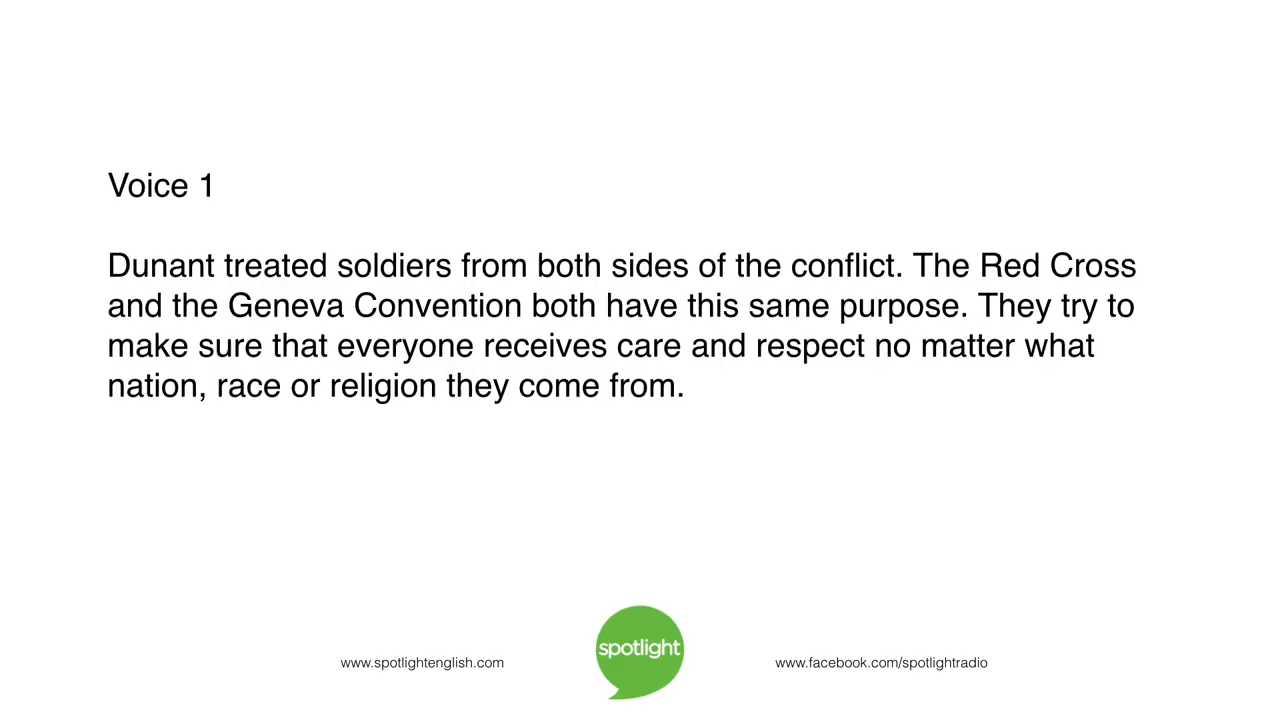 Voice 1
Dunant treated soldiers from both sides of the conflict. The Red Cross
and the Geneva Convention both have this same purpose. They try to
make sure that everyone receives care and respect no matter what
nation, race or religion they come from.
www.spotlightenglish.com
spotlight
www.facebook.com/spotlightradio